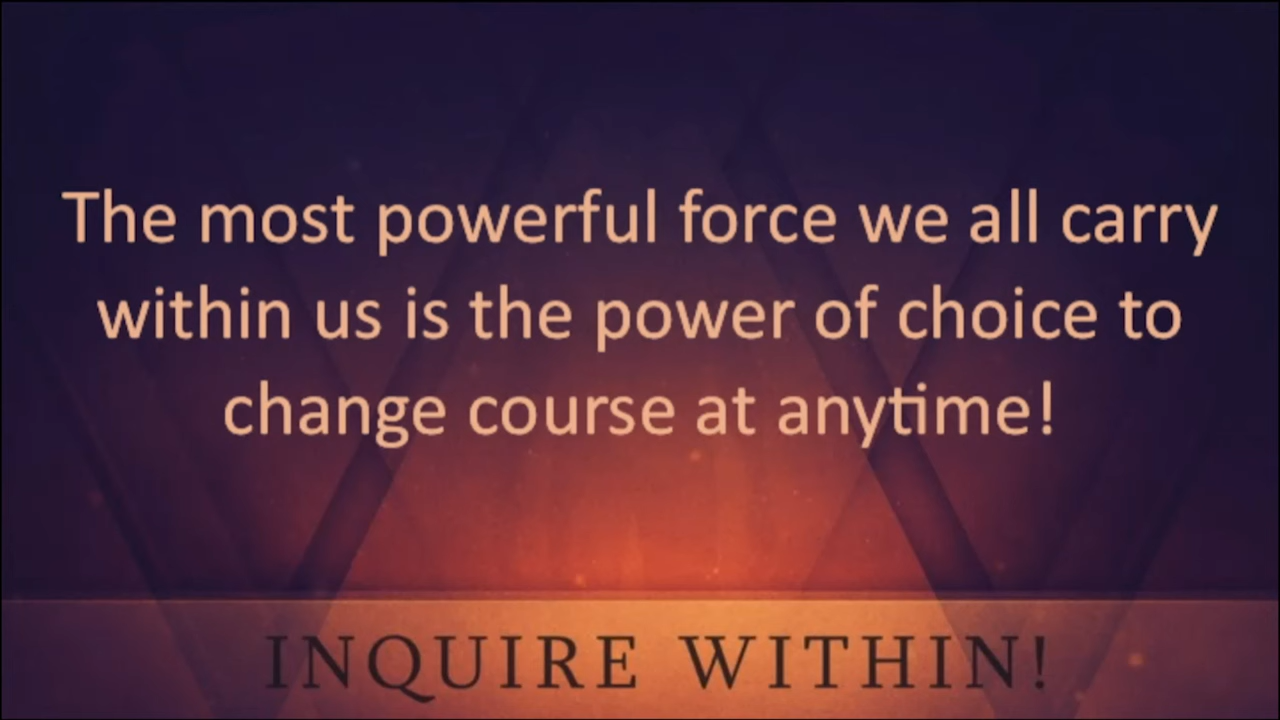 The most powerful force we all carry
within us is the power of choice to
change course at anytime!
INQUIRE WITHIN!